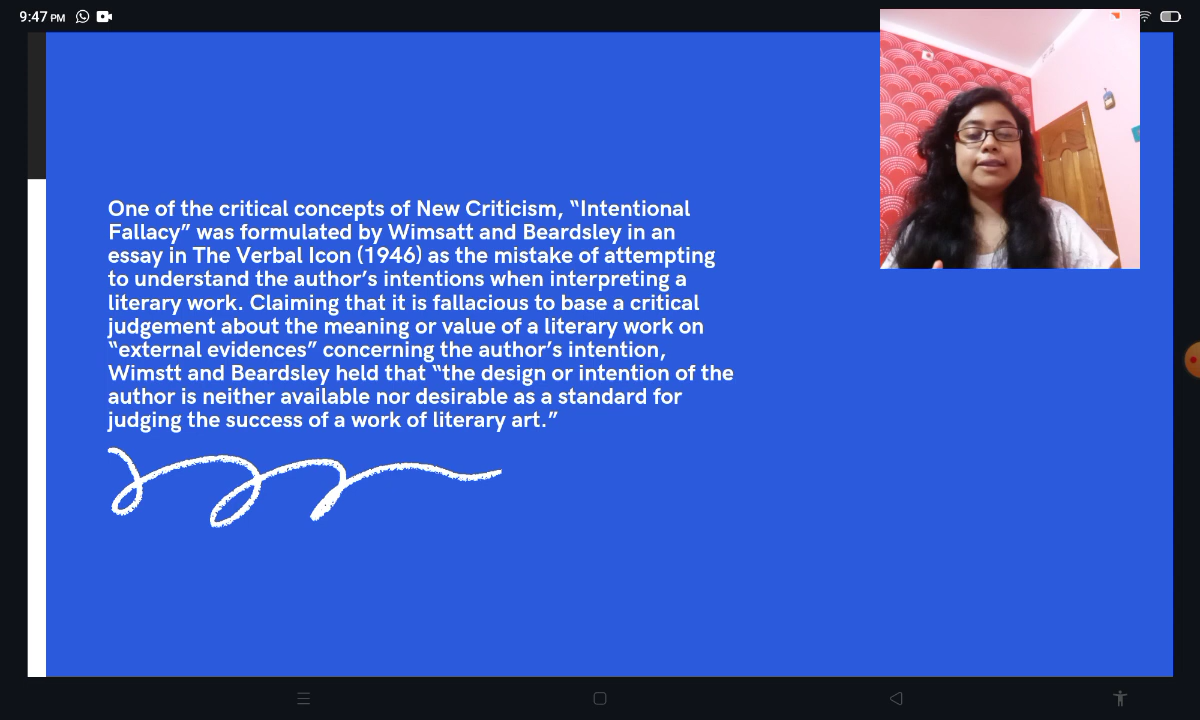 9:47 PM
One of the critical concepts of New Criticism, “Intentional
Fallacy” was formulated by Wimsatt and Beardsley in an
essay in The Verbal Icon (1946) as the mistake of attempting
to understand the author’s intentions when interpreting a
literary work. Claiming that it is fallacious to base a critical
judgement about the meaning or value of a literary work on
“external evidences” concerning the author’s intention,
Wimstt and Beardsley held that “the design or intention of the
author is neither available nor desirable as a standard for
judging the success of a work of literary art.”